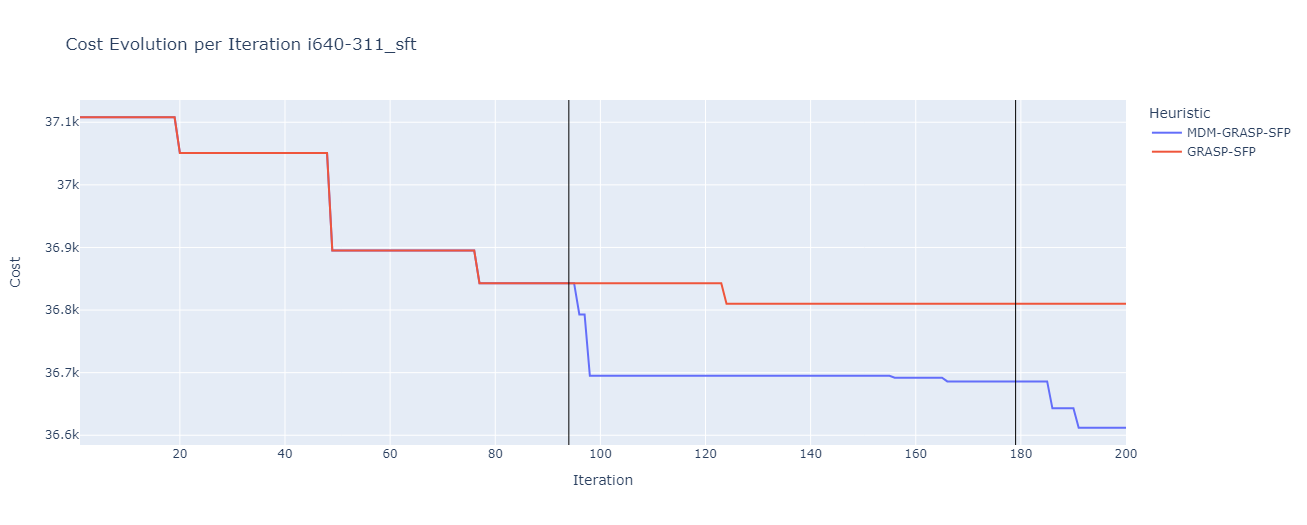 Cost Evolution per Iteration i640-311_sft
Heuristic
MDM-GRASP-SFP
GRASP-SFP
37.1k
37k
36.9k
36.8k
36.7k
36.6k
Cost
20 40 60 80 100 120 140 160 180 200
Iteration